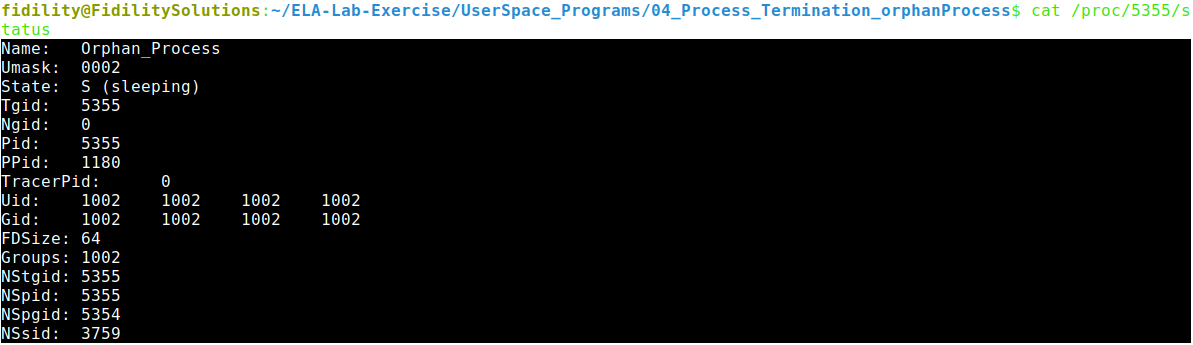 fidility@FidilitySolutions:~/ELA-Lab-Exercise/UserSpace_Programs/04_Process_Termination_orphanProcess$ cat /proc/5355/s
tatus
Name:   Orphan_Process
Umask:  0002
State:  S (sleeping)
Tgid:   5355
Ngid:   0
Pid:    5355
PPid:   1180
TracerPid:      0
Uid:    1002    1002    1002    1002
Gid:    1002    1002    1002    1002
FDSize: 64
Groups: 1002
NStgid: 5355
NSpid:  5355
NSpgid: 5354
NSsid:  3759